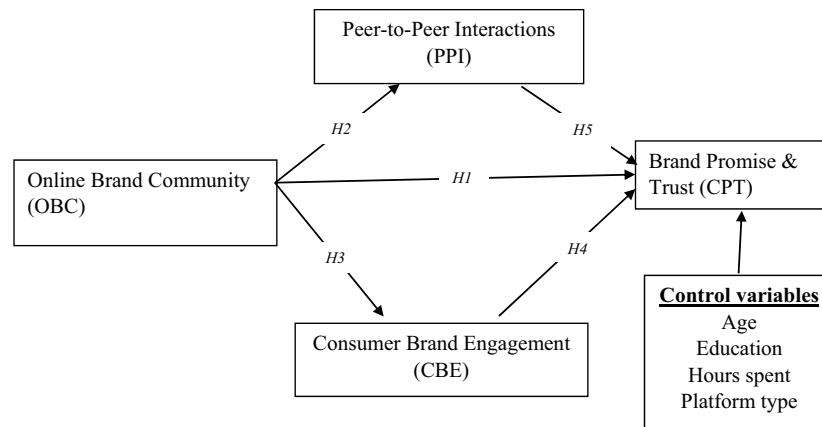 Peer-to-Peer Interactions
(PPI)
H2
H5
Online Brand Community
(OBC)
H1
Brand Promise &
Trust (CPT)
H3
H4
Consumer Brand Engagement
(CBE)
Control variables
Age
Education
Hours spent
Platform type